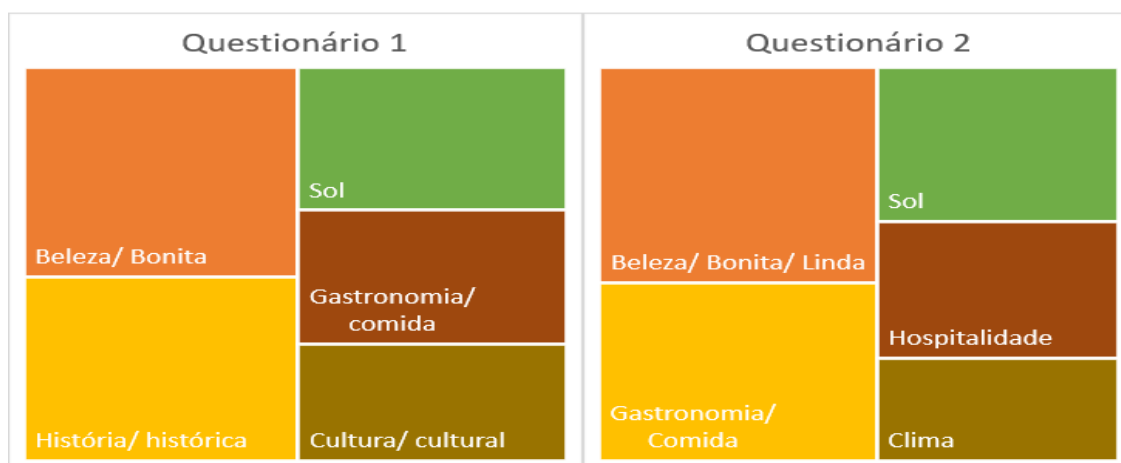 Questionário 1
Beleza/ Bonita
História/ histórica
Sol
Gastronomia/
comida
Cultura/ cultural
Questionário 2
Beleza/ Bonita/ Linda
Gastronomia/
Comida
Sol
Hospitalidade
Clima